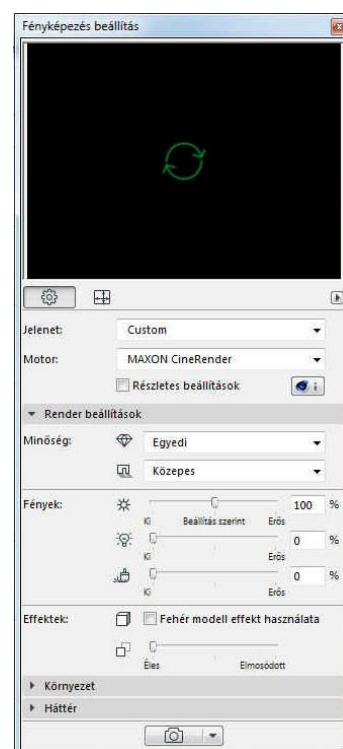 Fényképezés beállítás
Jelenet: Custom
Motor: MAXON CineRender
Részletes beállítások i
Render beállítások
Minőség: Egyedi
Közepes
Fények: 100 %
Ki Beállítás szerint Erős
0 %
Ki Erős
0 %
Ki Erős
Effektek: Fehér modell effekt használata
Éles Elmosódott
Környezet
Háttér